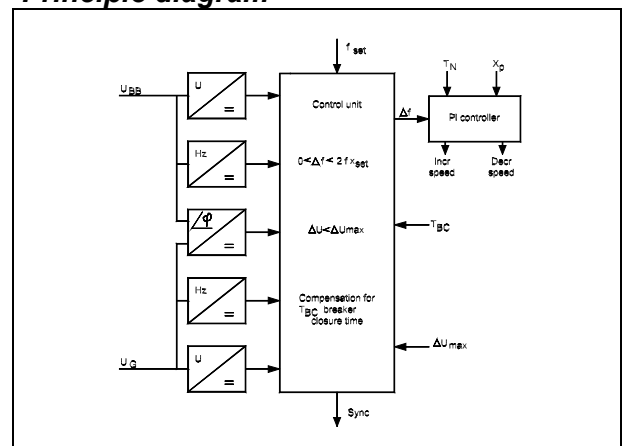 Principle diagram
f set
T N
X p
U BB
U
=
Control unit
Δf
PI controller
Hz
=
0<Δf< 2 f x set
Incr speed
Decr speed
/φ
=
ΔU<ΔUmax
T BC
Hz
=
Compensation for
T BC breaker
closure time
ΔU max
U G
U
=
Sync